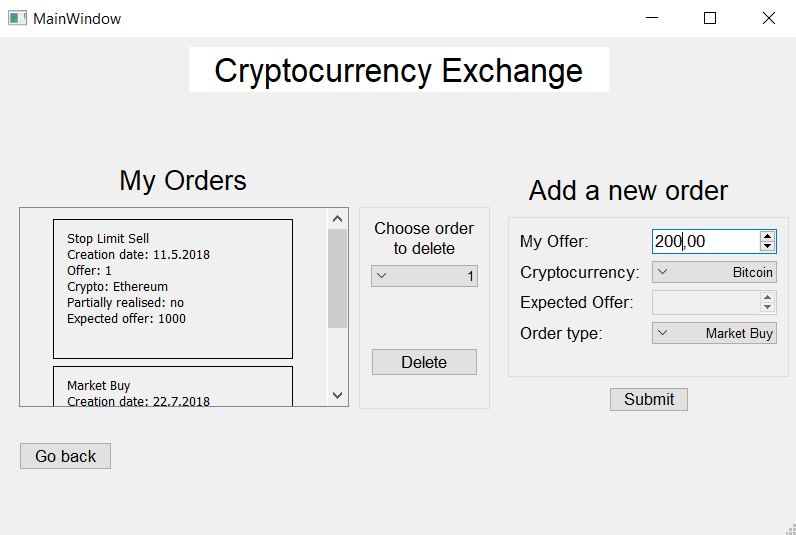 MainWindow
Cryptocurrency Exchange
My Orders
Stop Limit Sell
Creation date: 11.5.2018
Offer: 1
Crypto: Ethereum
Partially realised: no
Expected offer: 1000
Market Buy
Creation date: 22.7.2018
Choose order
to delete
1
Delete
Add a new order
My Offer: 200,00
Cryptocurrency: Bitcoin
Expected Offer:
Order type: Market Buy
Submit
Go back